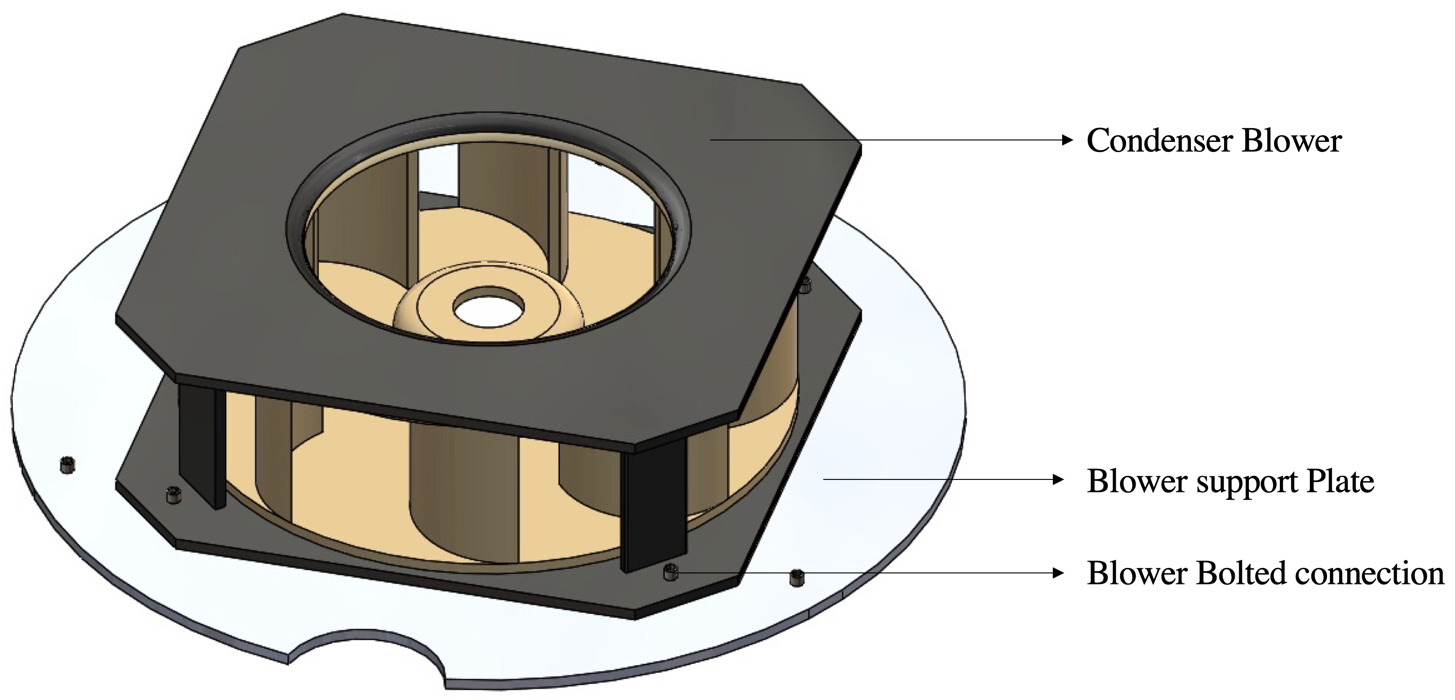 Condenser Blower
Blower support Plate
Blower Bolted connection